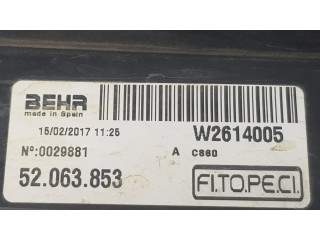 BEHR
made in Spain
15/02/2017 11:25
W2614005
Nº:0029881
A C860
52.063.853
FI.TO.PE.CI.